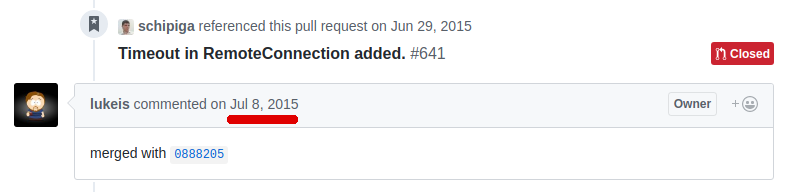 schipiga referenced this pull request on Jun 29, 2015
Timeout in RemoteConnection added. #641
Closed
lukeis commented on Jul 8, 2015
Owner
+
merged with 0888205